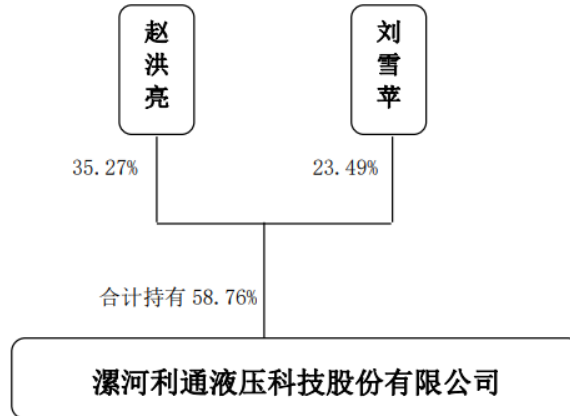 赵洪亮
刘雪苹
35.27%
23.49%
合计持有 58.76%
漯河利通液压科技股份有限公司